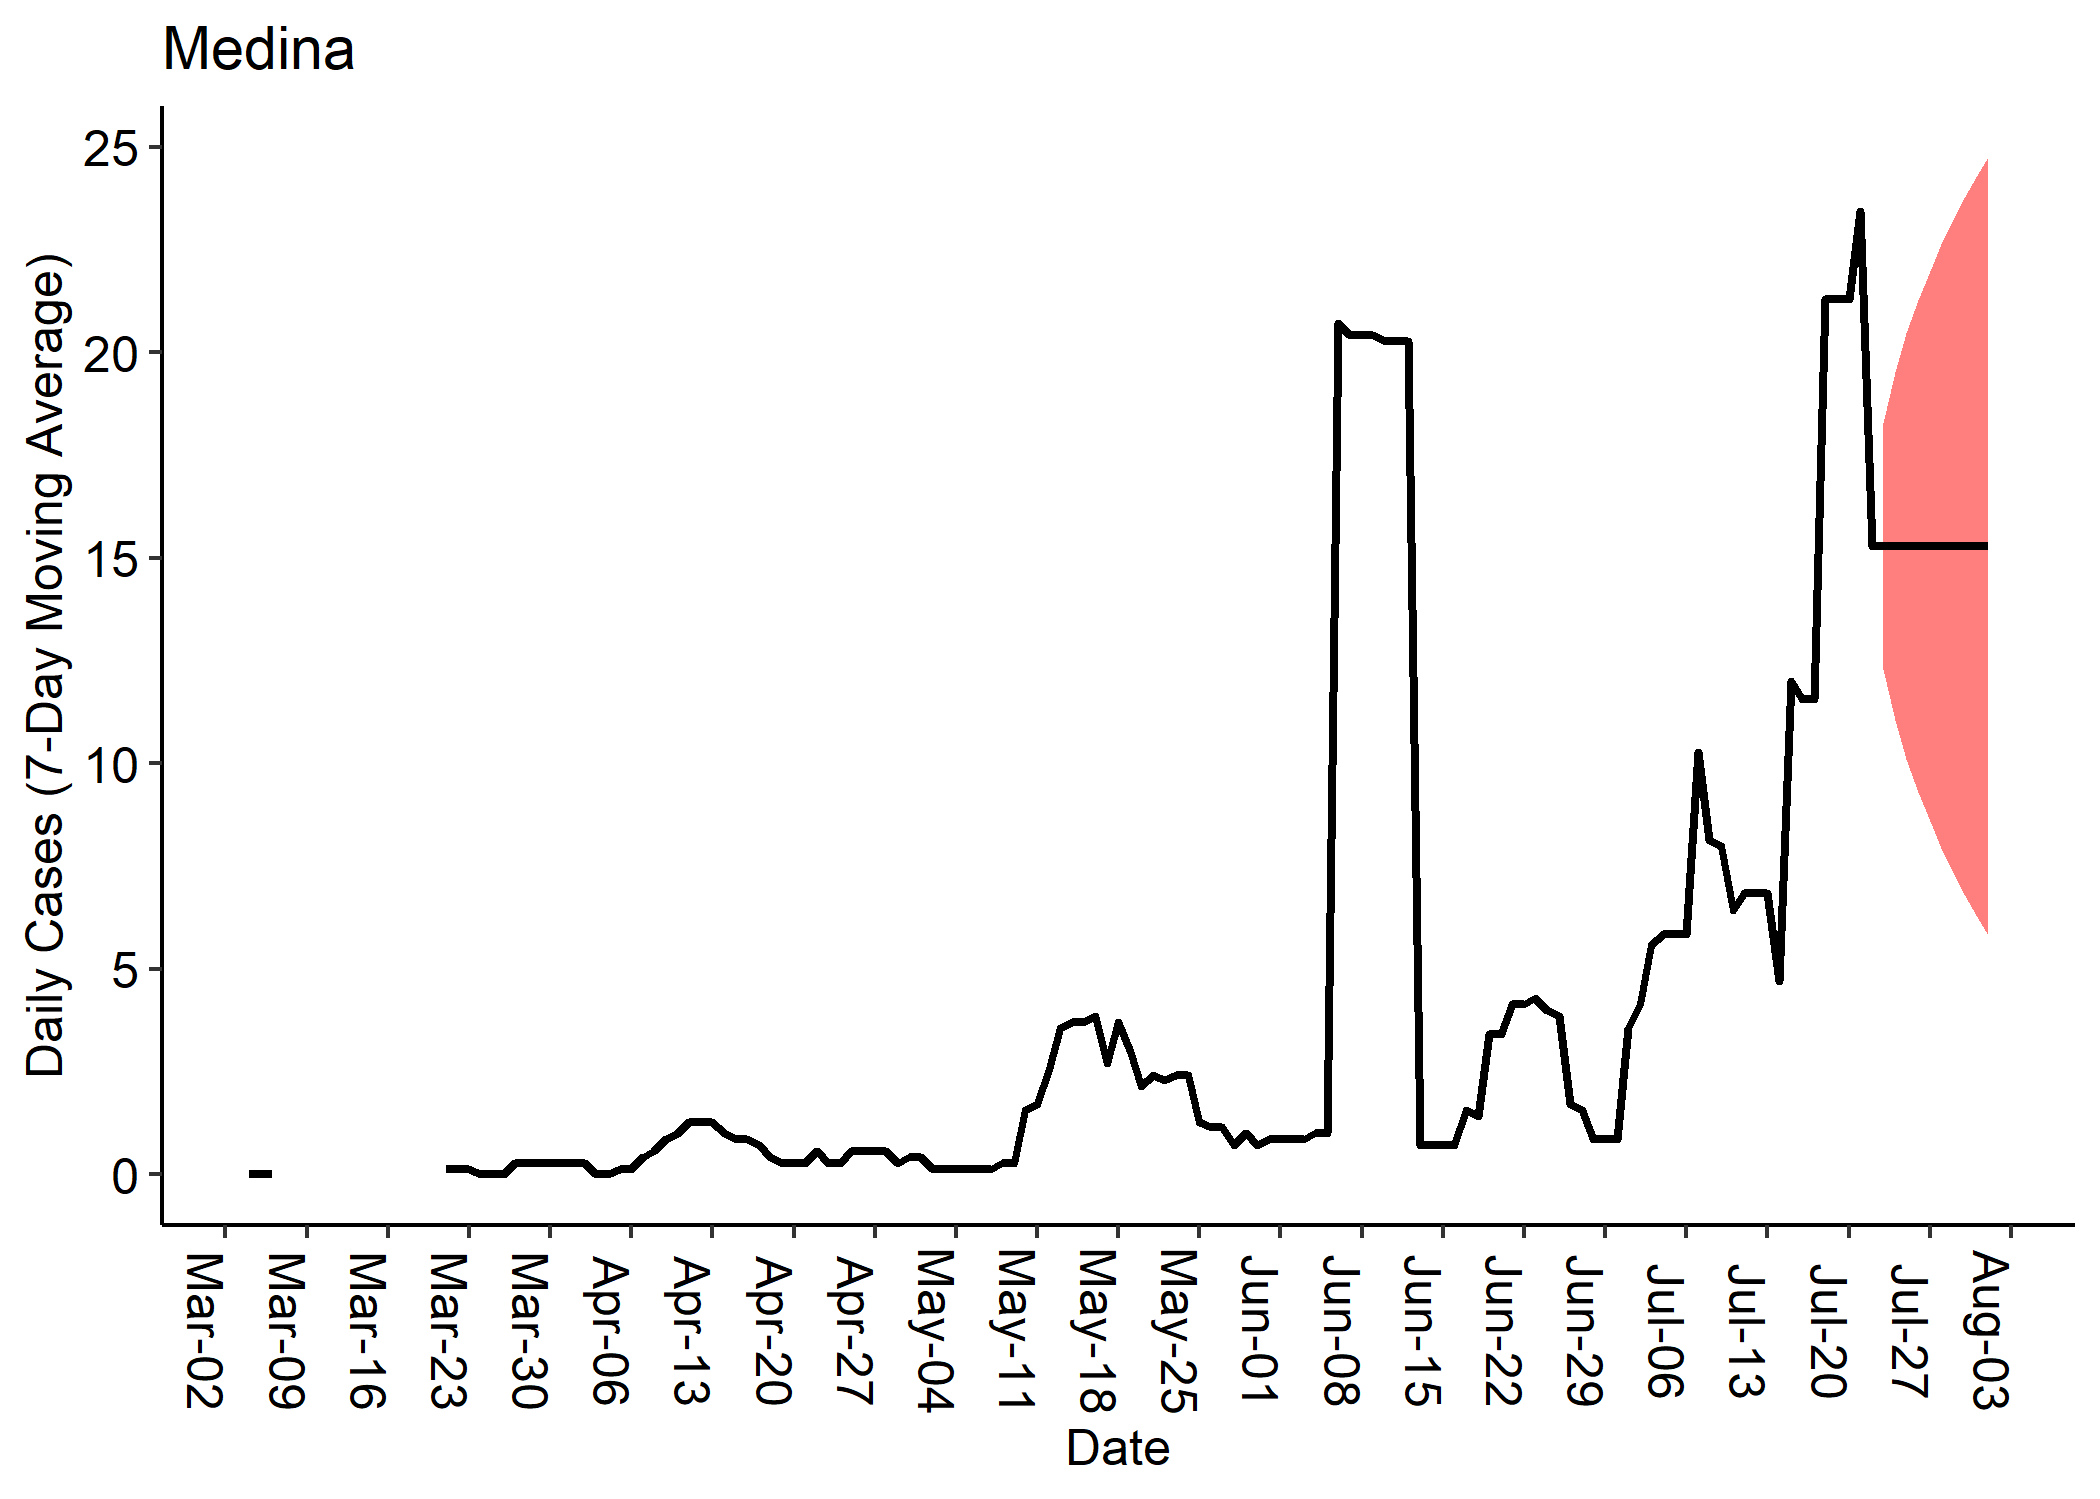 Medina
Daily Cases (7-Day Moving Average)
25
20
15
10
5
0
Mar-02
Mar-09
Mar-16
Mar-23
Mar-30
Apr-06
Apr-13
Apr-20
Apr-27
May-04
May-11
May-18
May-25
Jun-01
Jun-08
Jun-15
Jun-22
Jun-29
Jul-06
Jul-13
Jul-20
Jul-27
Aug-03
Date